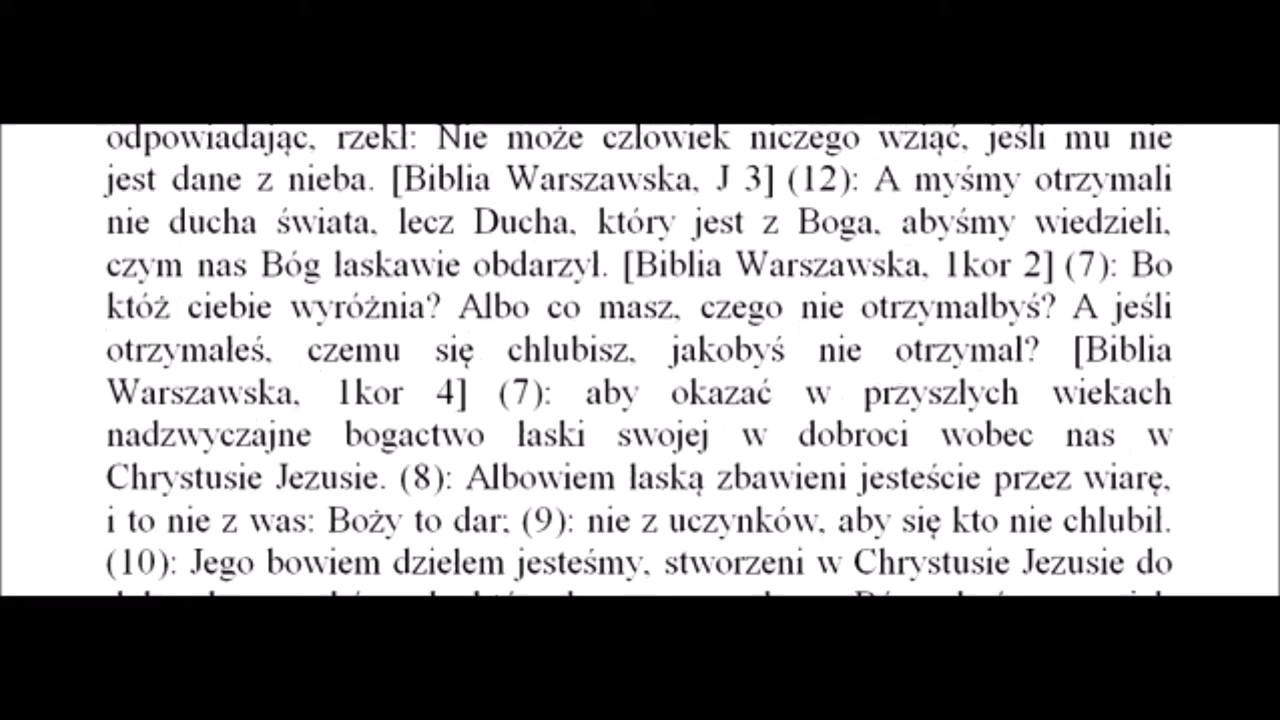 odpowiadając, rzekł: Nie może człowiek niczego wziąć, jeśli mu nie
jest dane z nieba. [Biblia Warszawska, J 3] (12): A myśmy otrzymali
nie ducha świata, lecz Ducha, który jest z Boga, abyśmy wiedzieli,
czym nas Bóg łaskawie obdarzył. [Biblia Warszawska, 1kor 2] (7): Bo
któż ciebie wyróżnia? Albo co masz, czego nie otrzymałbyś? A jeśli
otrzymałeś, czemu się chlubisz, jakobyś nie otrzymał? [Biblia
Warszawska, 1kor 4] (7): aby okazać w przyszłych wiekach
nadzwyczajne bogactwo łaski swojej w dobroci wobec nas w
Chrystusie Jezusie. (8): Albowiem łaską zbawieni jesteście przez wiarę,
i to nie z was: Boży to dar; (9): nie z uczynków, aby się kto nie chlubił.
(10): Jego bowiem dziełem jesteśmy, stworzeni w Chrystusie Jezusie do